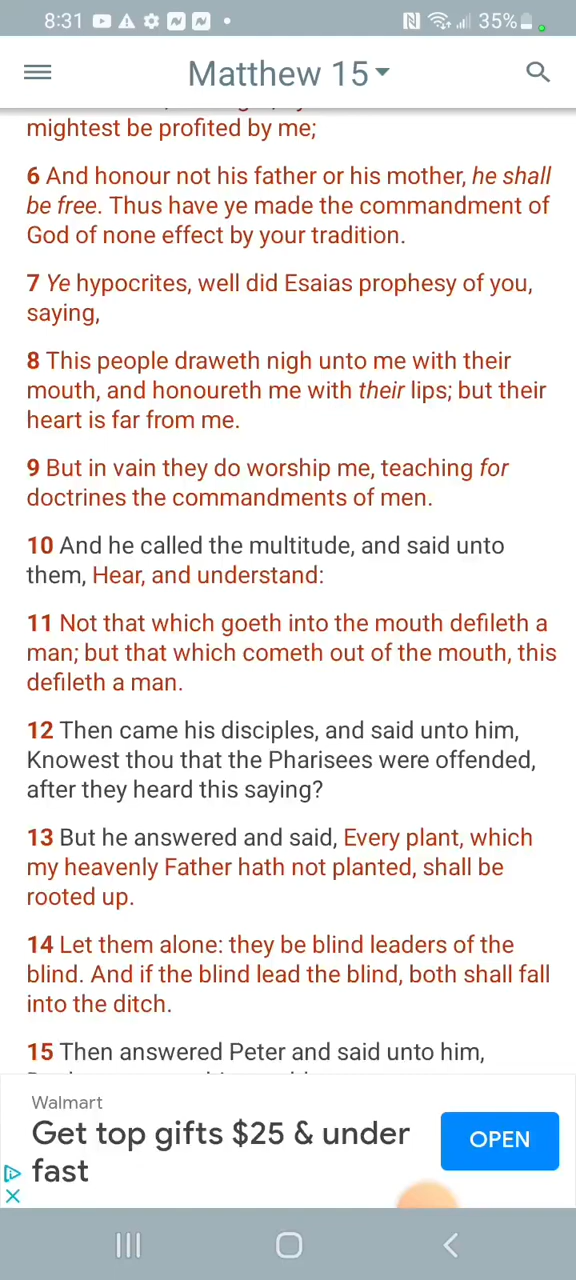 8:31
35%
Matthew 15
mightest be profited by me;
6 And honour not his father or his mother, he shall
be free. Thus have ye made the commandment of
God of none effect by your tradition.
7 Ye hypocrites, well did Esaias prophesy of you,
saying,
8 This people draweth nigh unto me with their
mouth, and honoureth me with their lips; but their
heart is far from me.
9 But in vain they do worship me, teaching for
doctrines the commandments of men.
10 And he called the multitude, and said unto
them, Hear, and understand:
11 Not that which goeth into the mouth defileth a
man; but that which cometh out of the mouth, this
defileth a man.
12 Then came his disciples, and said unto him,
Knowest thou that the Pharisees were offended,
after they heard this saying?
13 But he answered and said, Every plant, which
my heavenly Father hath not planted, shall be
rooted up.
14 Let them alone: they be blind leaders of the
blind. And if the blind lead the blind, both shall fall
into the ditch.
15 Then answered Peter and said unto him,
Walmart
Get top gifts $25 & under
fast
OPEN